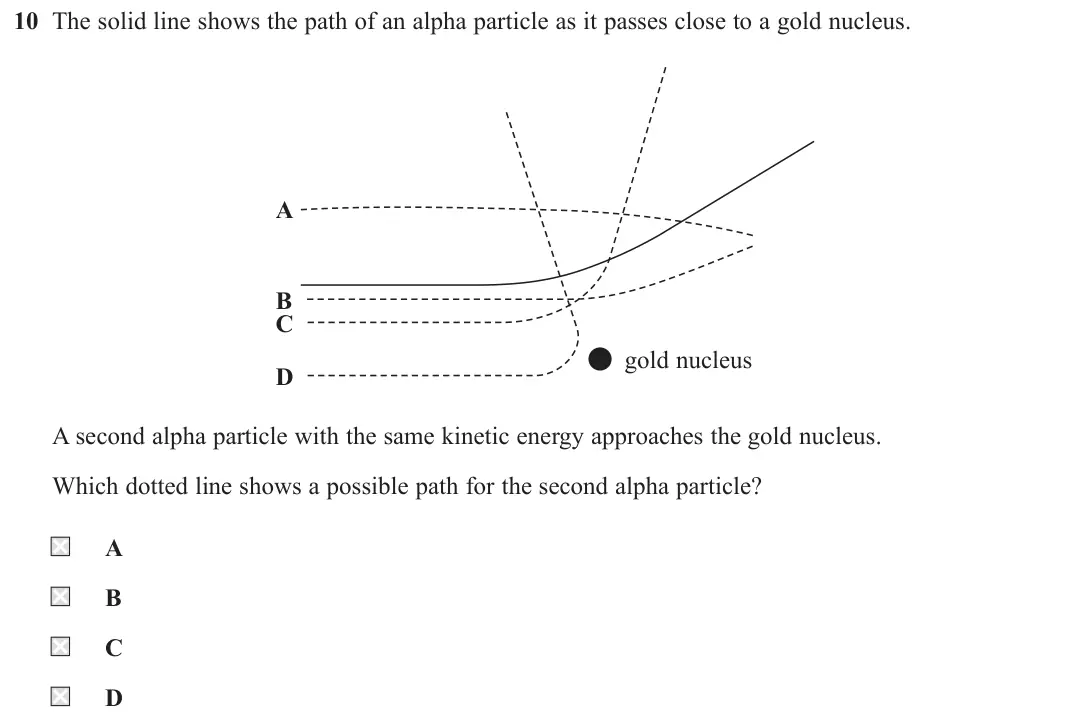 10 The solid line shows the path of an alpha particle as it passes close to a gold nucleus.
A
B
C
gold nucleus
D
A second alpha particle with the same kinetic energy approaches the gold nucleus.
Which dotted line shows a possible path for the second alpha particle?
A
B
C
D